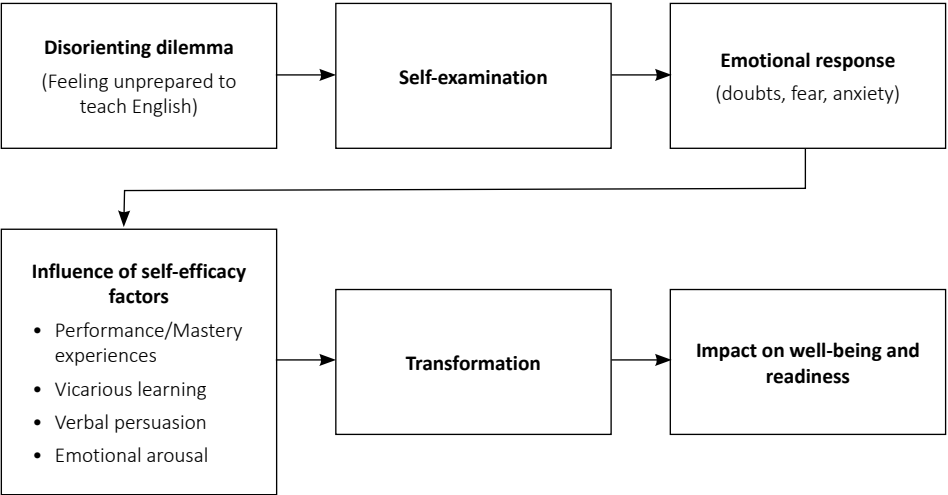 Disorienting dilemma
(Feeling unprepared to
teach English)
Self-examination
Emotional response
(doubts, fear, anxiety)
Influence of self-efficacy
factors
• Performance/Mastery
experiences
• Vicarious learning
• Verbal persuasion
• Emotional arousal
Transformation
Impact on well-being and
readiness